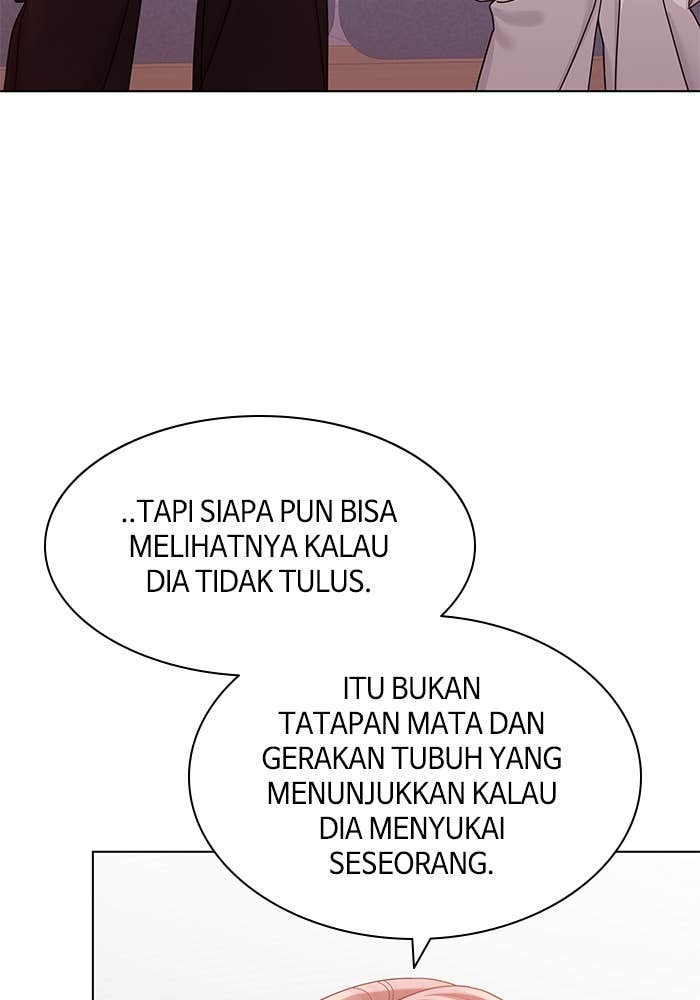 ..TAPI SIAPA PUN BISA
MELIHATNYA KALAU
DIA TIDAK TULUS.
ITU BUKAN
TATAPAN MATA DAN
GERAKAN TUBUH YANG
MENUNJUKKAN KALAU
DIA MENYUKAI
SESEORANG.